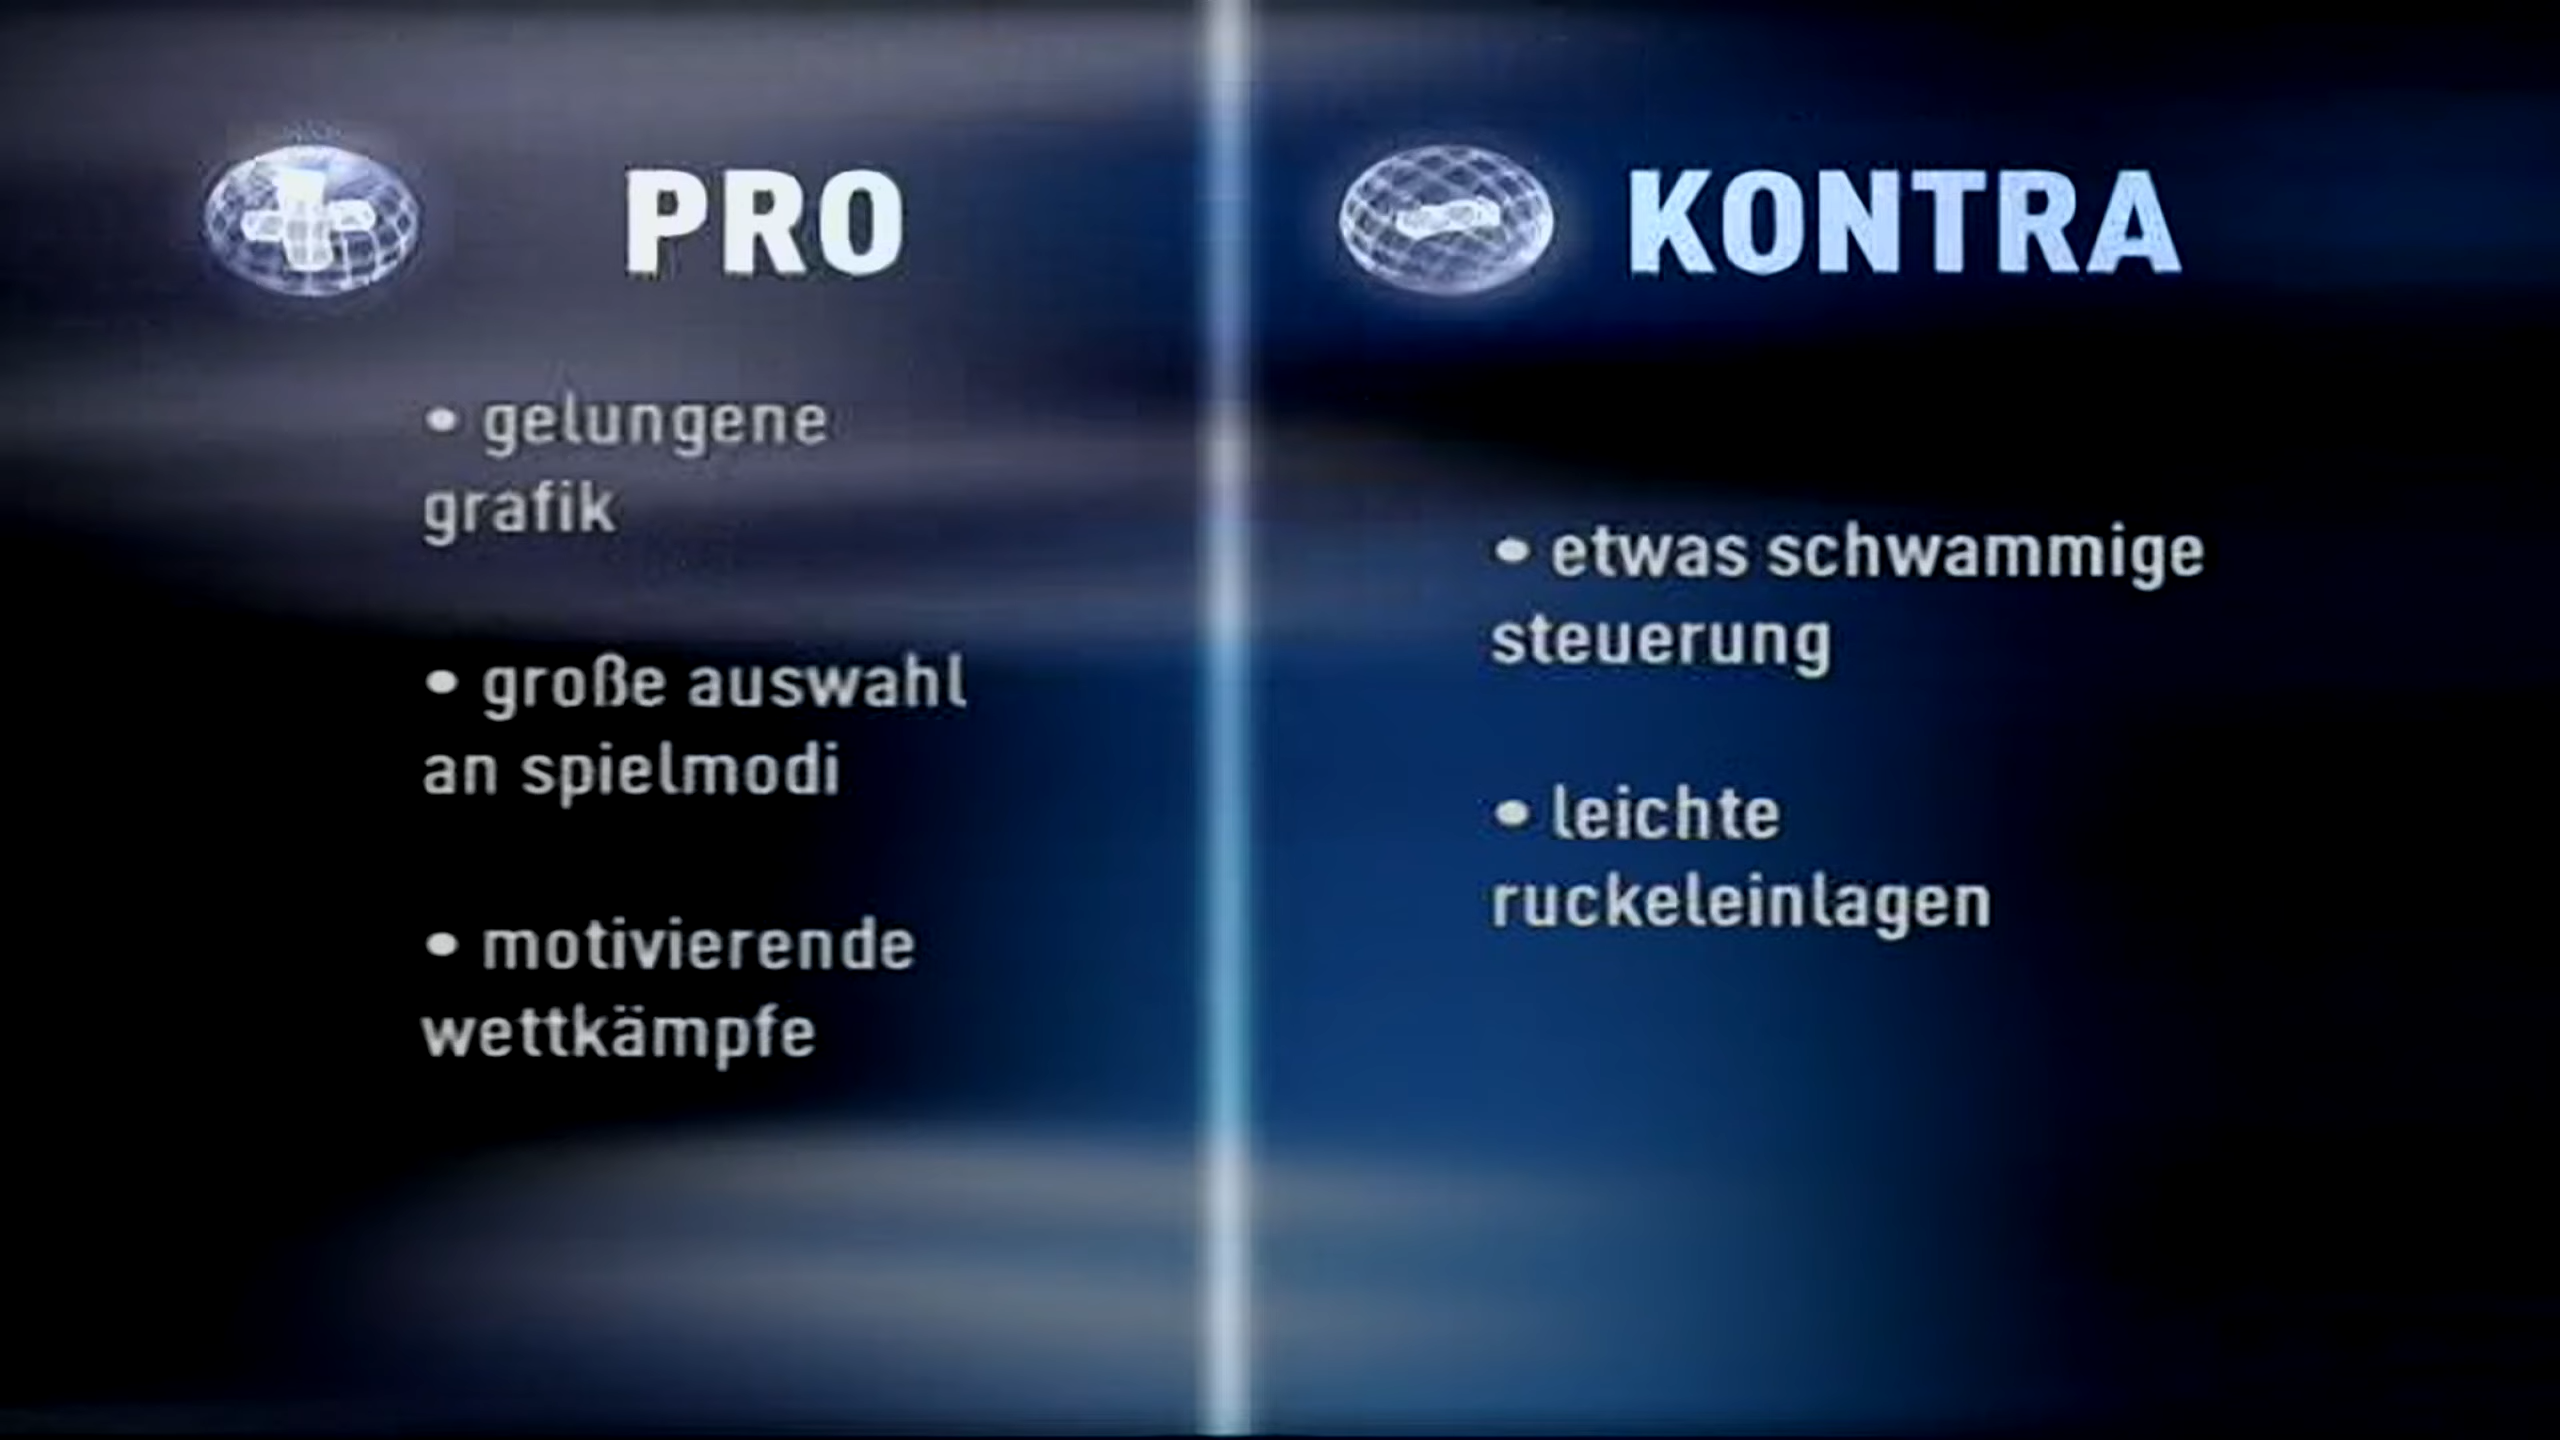 PRO
• gelungene
grafik
• große auswahl
an spielmodi
• motivierende
wettkämpfe
KONTRA
• etwas schwammige
steuerung
• leichte
ruckeleinlagen